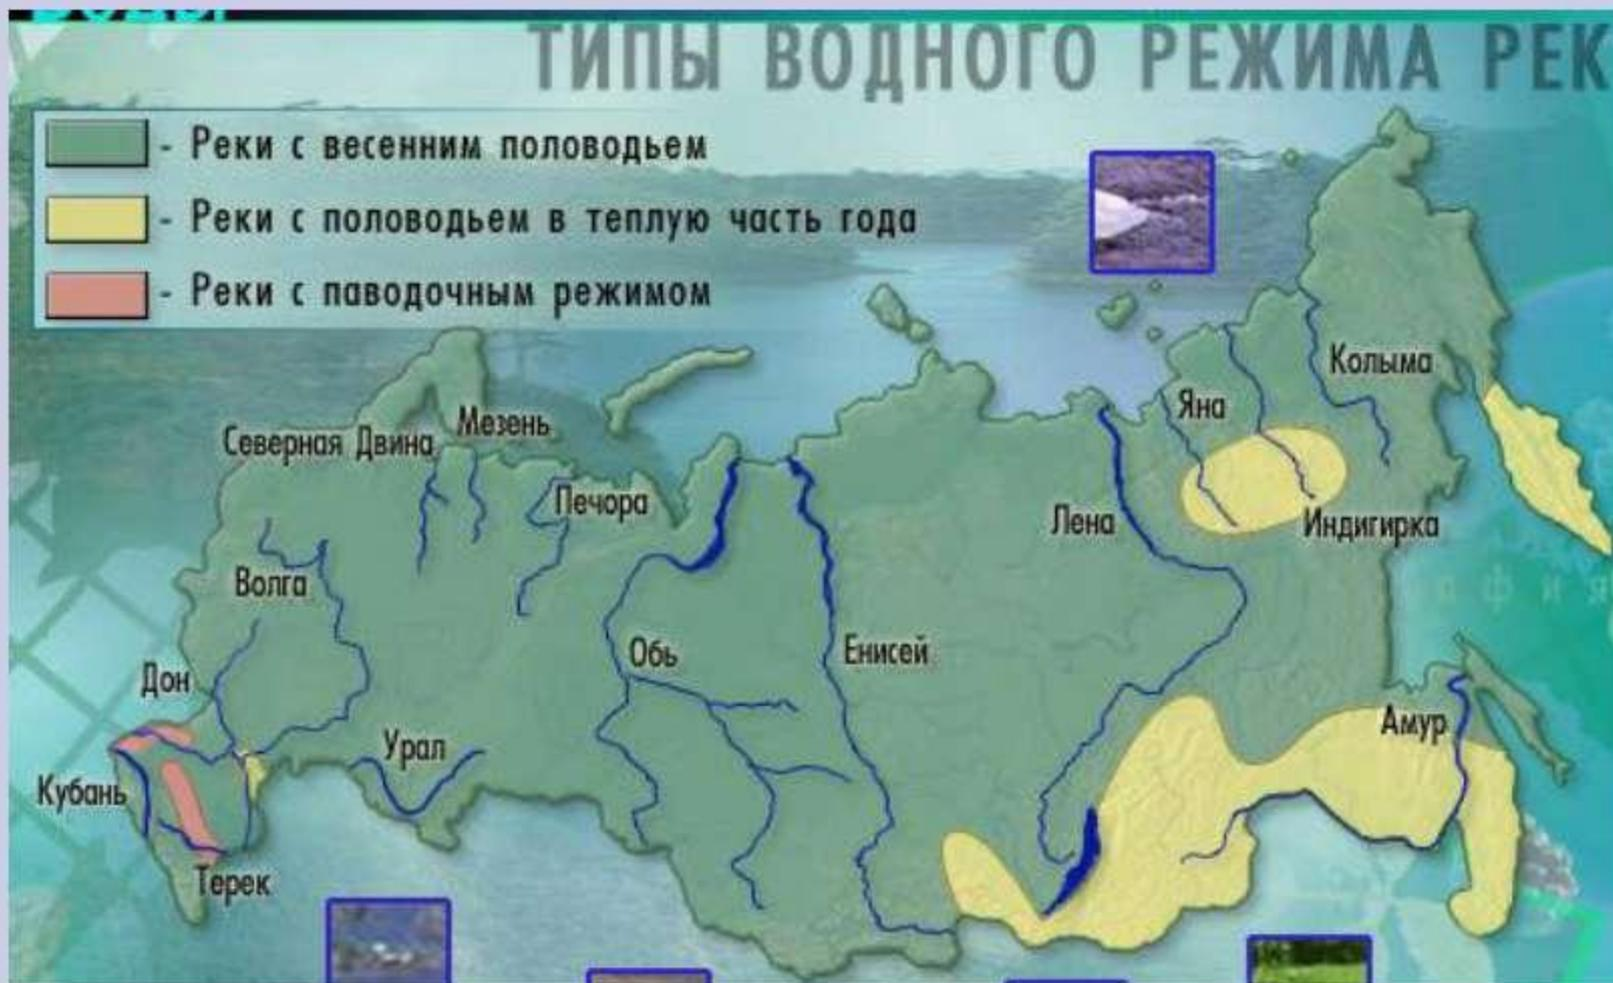 ТИПЫ ВОДНОГО РЕЖИМА РЕК
- Реки с весенним половодьем
- Реки с половодьем в теплую часть года
- Реки с паводочным режимом
Колыма
Яна
Мезень
Северная Двина
Печора
Лена
Индигирка
Волга
Обь
Енисей
Дон
Амур
Урал
Кубань
Терек